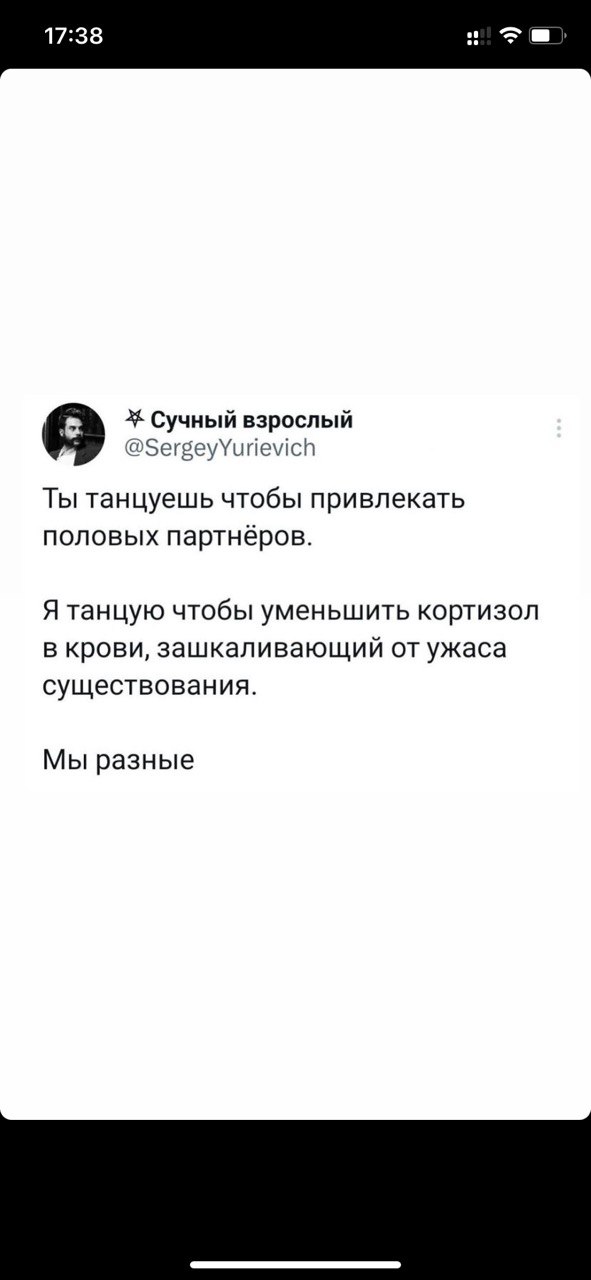 17:38
Сучный взрослый
@SergeyYurievich
Ты танцуешь чтобы привлекать
половых партнёров.
Я танцую чтобы уменьшить кортизол
в крови, зашкаливающий от ужаса
существования.
Мы разные